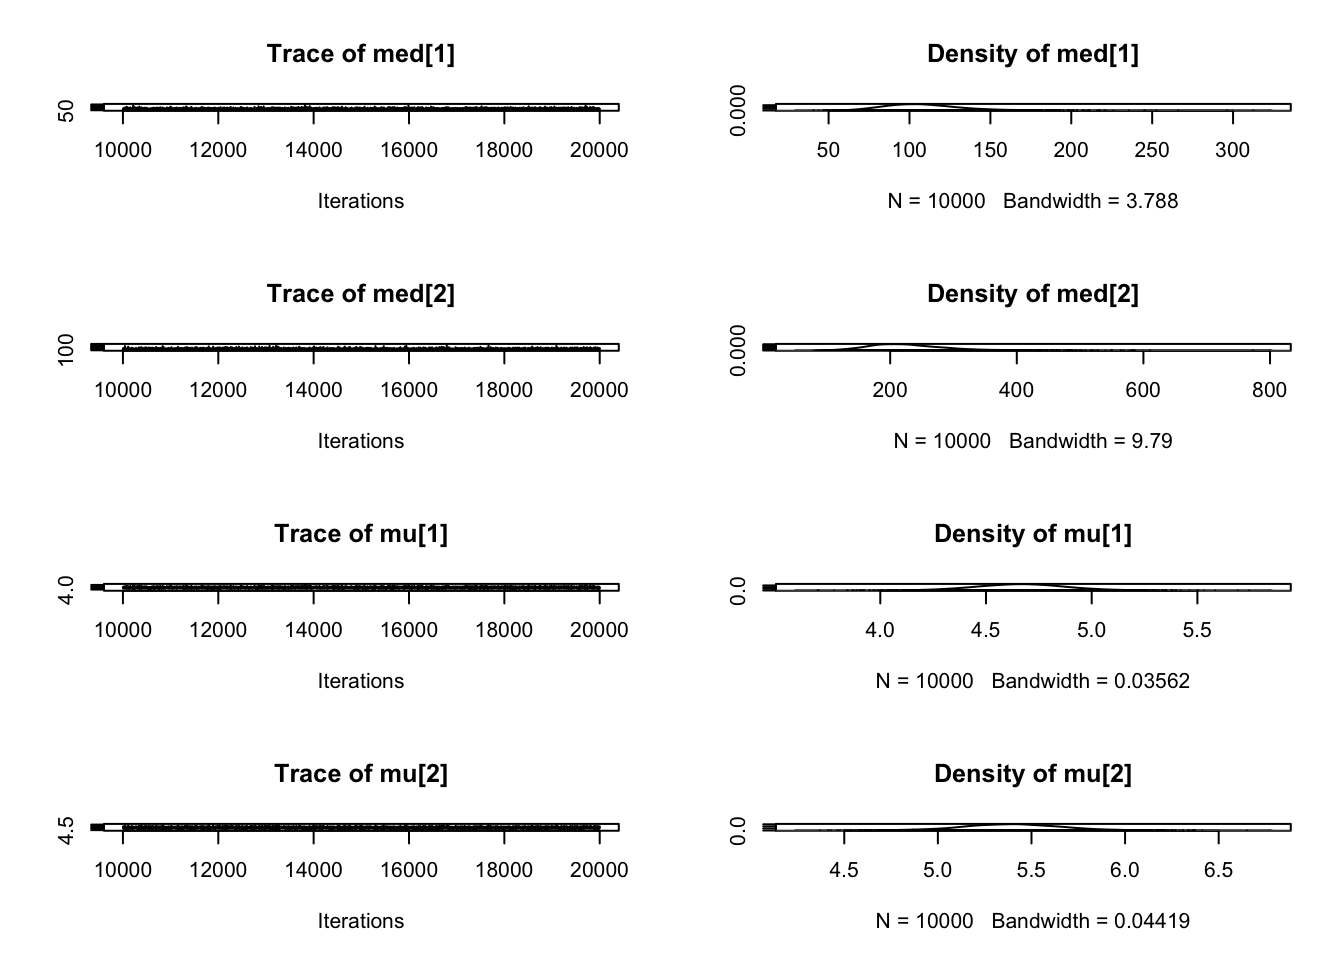 Trace of med[1]
50
10000 12000 14000 16000 18000 20000
Iterations
Density of med[1]
0.000
50 100 150 200 250 300
N = 10000 Bandwidth = 3.788
Trace of med[2]
100
10000 12000 14000 16000 18000 20000
Iterations
Density of med[2]
0.000
200 400 600 800
N = 10000 Bandwidth = 9.79
Trace of mu[1]
4.0
10000 12000 14000 16000 18000 20000
Iterations
Density of mu[1]
0.0
4.0 4.5 5.0 5.5
N = 10000 Bandwidth = 0.03562
Trace of mu[2]
4.5
10000 12000 14000 16000 18000 20000
Iterations
Density of mu[2]
0.0
4.5 5.0 5.5 6.0 6.5
N = 10000 Bandwidth = 0.04419